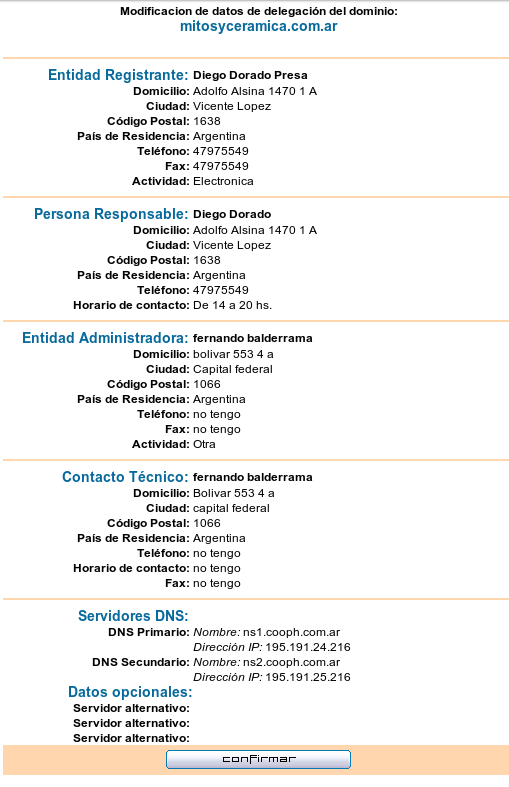 Modificacion de datos de delegación del dominio:
mitosyceramica.com.ar
Entidad Registrante: Diego Dorado Presa
Domicilio: Adolfo Alsina 1470 1 A
Ciudad: Vicente Lopez
Código Postal: 1638
País de Residencia: Argentina
Teléfono: 47975549
Fax: 47975549
Actividad: Electronica
Persona Responsable: Diego Dorado
Domicilio: Adolfo Alsina 1470 1 A
Ciudad: Vicente Lopez
Código Postal: 1638
País de Residencia: Argentina
Teléfono: 47975549
Horario de contacto: De 14 a 20 hs.
Entidad Administradora: fernando balderrama
Domicilio: bolivar 553 4 a
Ciudad: Capital federal
Código Postal: 1066
País de Residencia: Argentina
Teléfono: no tengo
Fax: no tengo
Actividad: Otra
Contacto Técnico: fernando balderrama
Domicilio: Bolivar 553 4 a
Ciudad: capital federal
Código Postal: 1066
País de Residencia: Argentina
Teléfono: no tengo
Horario de contacto: no tengo
Fax: no tengo
Servidores DNS:
DNS Primario: Nombre: ns1.cooph.com.ar
Dirección IP: 195.191.24.216
DNS Secundario: Nombre: ns2.cooph.com.ar
Dirección IP: 195.191.25.216
Datos opcionales:
Servidor alternativo:
Servidor alternativo:
Servidor alternativo:
confirmar